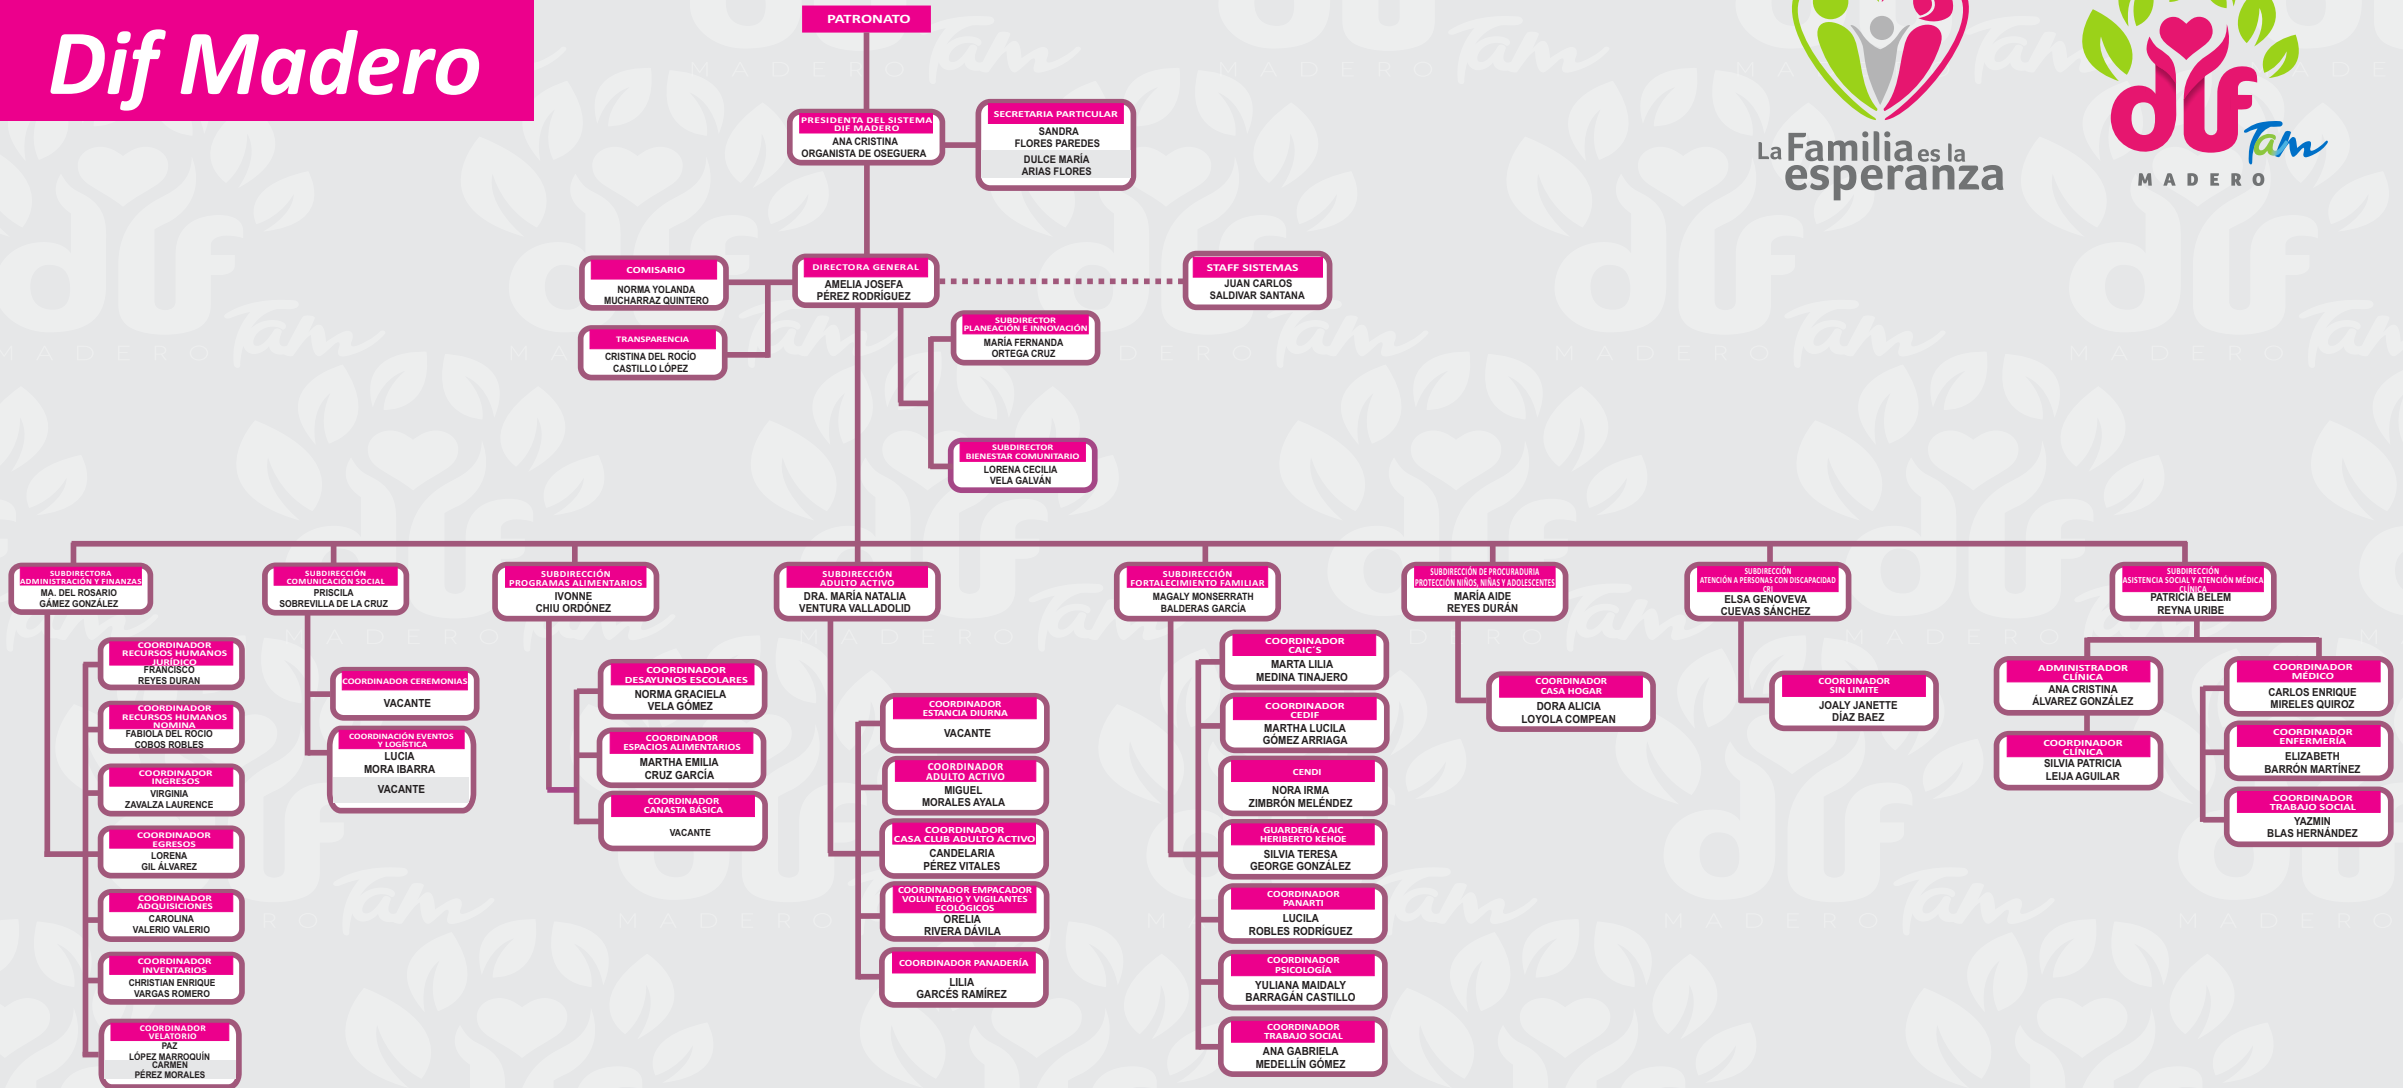 Dif Madero
PATRONATO
PRESIDENTA DEL SISTEMA
DIF MADERO
ANA CRISTINA
ORGANISTA DE OSEGUERA
SECRETARIA PARTICULAR
SANDRA
FLORES PAREDES
DULCE MARÍA
ARIAS FLORES
La Familia es la
esperanza
dif
Tam
MADERO
COMISARIO
NORMA YOLANDA
MUCHARRAZ QUINTERO
DIRECTORA GENERAL
AMELIA JOSEFA
PÉREZ RODRÍGUEZ
STAFF SISTEMAS
JUAN CARLOS
SALDIVAR SANTANA
TRANSPARENCIA
CRISTINA DEL ROCÍO
CASTILLO LÓPEZ
SUBDIRECTOR
PLANEACIÓN E INNOVACIÓN
MARÍA FERNANDA
ORTEGA CRUZ
SUBDIRECTOR
BIENESTAR COMUNITARIO
LORENA CECILIA
VELA GALVÁN
SUBDIRECTORA
ADMINISTRACIÓN Y FINANZAS
MA. DEL ROSARIO
GÁMEZ GONZÁLEZ
COORDINADOR
RECURSOS HUMANOS
JURÍDICO
FRANCISCO
REYES DURAN
COORDINADOR
RECURSOS HUMANOS
NOMINA
FABIOLA DEL ROCIO
COBOS ROBLES
COORDINADOR
INGRESOS
VIRGINIA
ZAVALZA LAURENCE
COORDINADOR
EGRESOS
LORENA
GIL ÁLVAREZ
COORDINADOR
ADQUISICIONES
CAROLINA
VALERIO VALERIO
COORDINADOR
INVENTARIOS
CHRISTIAN ENRIQUE
VARGAS ROMERO
COORDINADOR
VELATORIO
PAZ
LÓPEZ MARROQUÍN
CARMEN
PÉREZ MORALES
SUBDIRECCIÓN
COMUNICACIÓN SOCIAL
PRISCILA
SOBREVILLA DE LA CRUZ
COORDINADOR CEREMONIAS
VACANTE
COORDINACIÓN EVENTOS
Y LOGÍSTICA
LUCIA
MORA IBARRA
VACANTE
SUBDIRECCIÓN
PROGRAMAS ALIMENTARIOS
IVONNE
CHIU ORDÓNEZ
COORDINADOR
DESAYUNOS ESCOLARES
NORMA GRACIELA
VELA GÓMEZ
COORDINADOR
ESPACIOS ALIMENTARIOS
MARTHA EMILIA
CRUZ GARCÍA
COORDINADOR
CANASTA BÁSICA
VACANTE
SUBDIRECCIÓN
ADULTO ACTIVO
DRA. MARÍA NATALIA
VENTURA VALLADOLID
COORDINADOR
ESTANCIA DIURNA
VACANTE
COORDINADOR
ADULTO ACTIVO
MIGUEL
MORALES AYALA
COORDINADOR
CASA CLUB ADULTO ACTIVO
CANDELARIA
PÉREZ VITALES
COORDINADOR EMPACADOR
VOLUNTARIO Y VIGILANTES
ECOLÓGICOS
ORELIA
RIVERA DÁVILA
COORDINADOR PANADERÍA
LILIA
GARCÉS RAMÍREZ
SUBDIRECCIÓN
FORTALECIMIENTO FAMILIAR
MAGALY MONSERRATH
BALDERAS GARCÍA
COORDINADOR
CAIC´S
MARTA LILIA
MEDINA TINAJERO
COORDINADOR
CEDIF
MARTHA LUCILA
GÓMEZ ARRIAGA
CENDI
NORA IRMA
ZIMBRÓN MELÉNDEZ
GUARDERÍA CAIC
HERIBERTO KEHOE
SILVIA TERESA
GEORGE GONZÁLEZ
COORDINADOR
PANARTI
LUCILA
ROBLES RODRÍGUEZ
COORDINADOR
PSICOLOGÍA
YULIANA MAIDALY
BARRAGÁN CASTILLO
COORDINADOR
TRABAJO SOCIAL
ANA GABRIELA
MEDELLÍN GÓMEZ
SUBDIRECCIÓN DE PROCURADURIA
PROTECCIÓN NIÑOS, NIÑAS Y ADOLESCENTES
MARÍA AIDE
REYES DURÁN
COORDINADOR
CASA HOGAR
DORA ALICIA
LOYOLA COMPEAN
SUBDIRECCIÓN
ATENCIÓN A PERSONAS CON DISCAPACIDAD
CRI
ELSA GENOVEVA
CUEVAS SÁNCHEZ
COORDINADOR
SIN LIMITE
JOALY JANETTE
DÍAZ BAEZ
SUBDIRECCIÓN
ASISTENCIA SOCIAL Y ATENCIÓN MÉDICA
CLÍNICA
PATRICIA BELEM
REYNA URIBE
ADMINISTRADOR
CLÍNICA
ANA CRISTINA
ÁLVAREZ GONZÁLEZ
COORDINADOR
CLÍNICA
SILVIA PATRICIA
LEIJA AGUILAR
COORDINADOR
MÉDICO
CARLOS ENRIQUE
MIRELES QUIROZ
COORDINADOR
ENFERMERÍA
ELIZABETH
BARRÓN MARTÍNEZ
COORDINADOR
TRABAJO SOCIAL
YAZMIN
BLAS HERNÁNDEZ